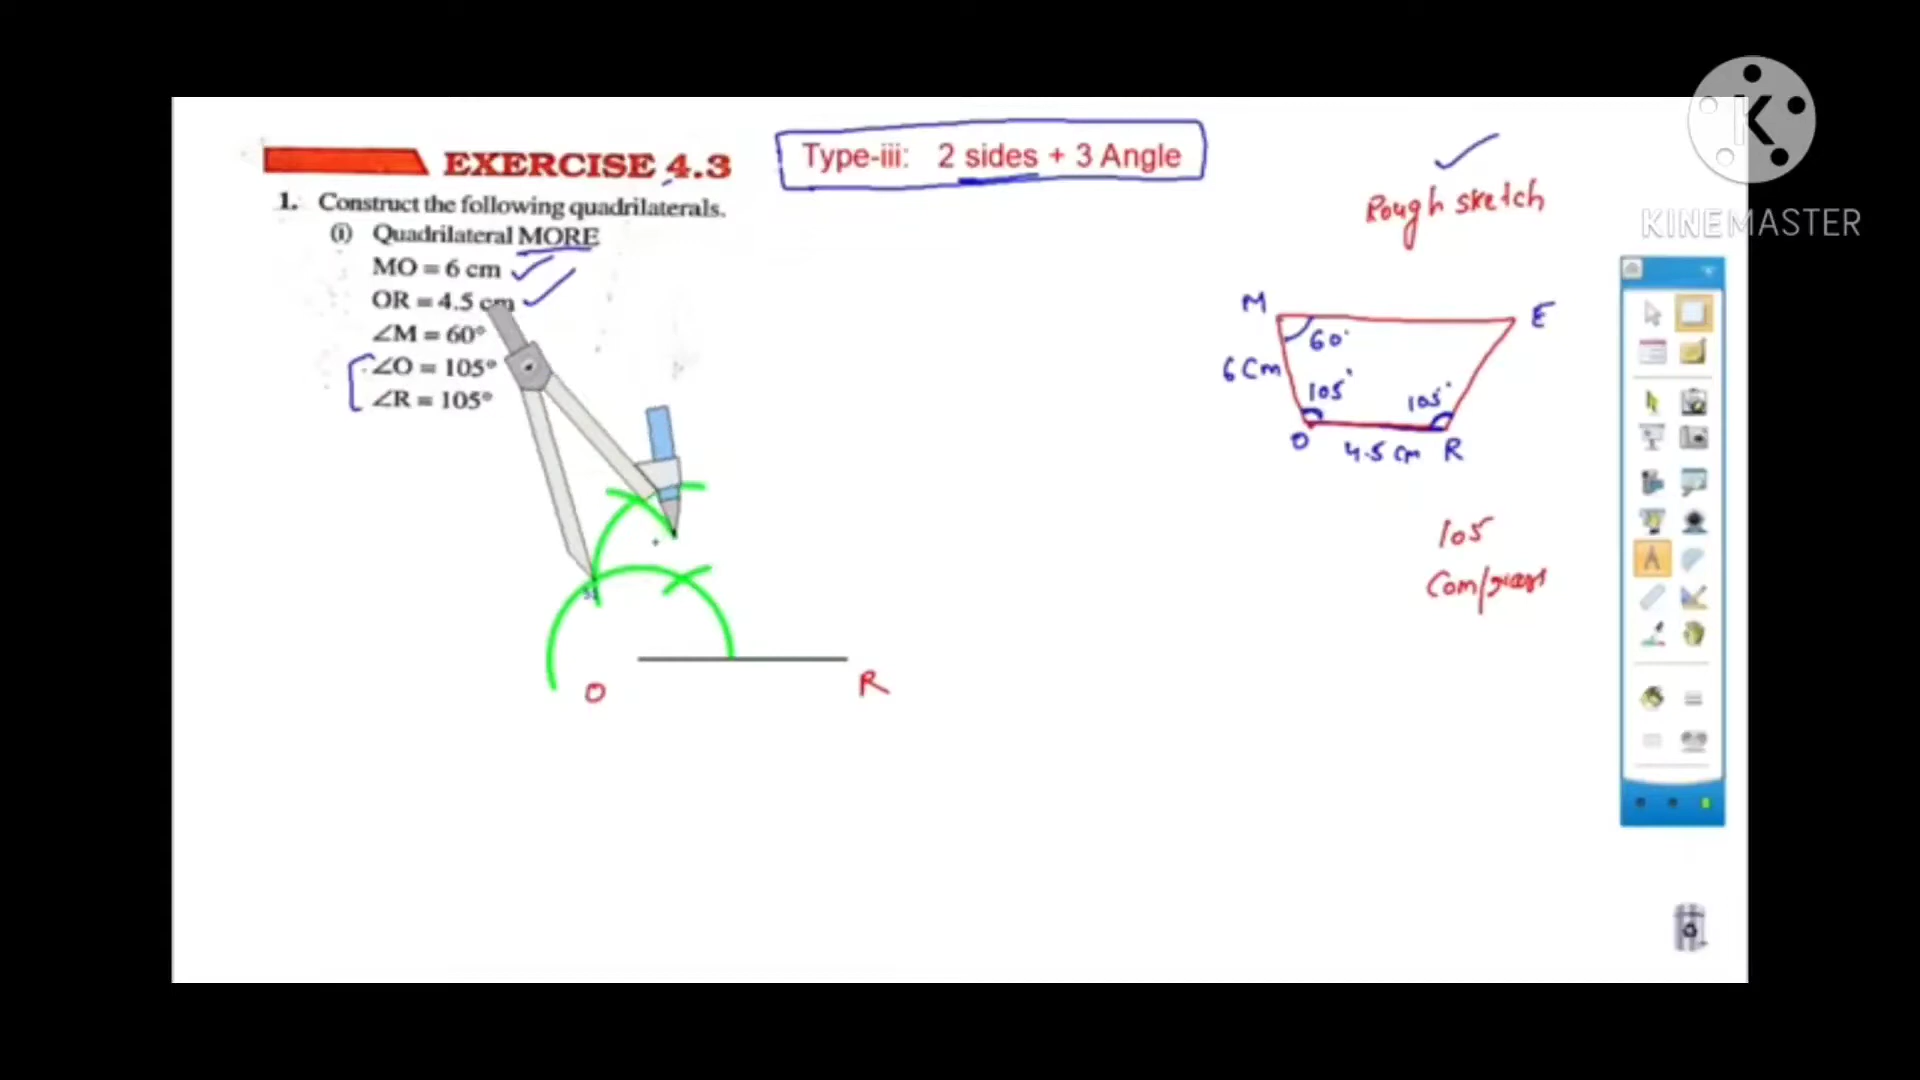 EXERCISE 4.3
Type-iii: 2 sides + 3 Angle
1. Construct the following quadrilaterals.
(i) Quadrilateral MORE
MO = 6 cm
OR = 4.5 cm
∠M = 60°
∠O = 105°
∠R = 105°
Rough sketch
KINEMASTER
M
E
60°
6 Cm
105°
105°
O
4.5 Cm R
105
O
R